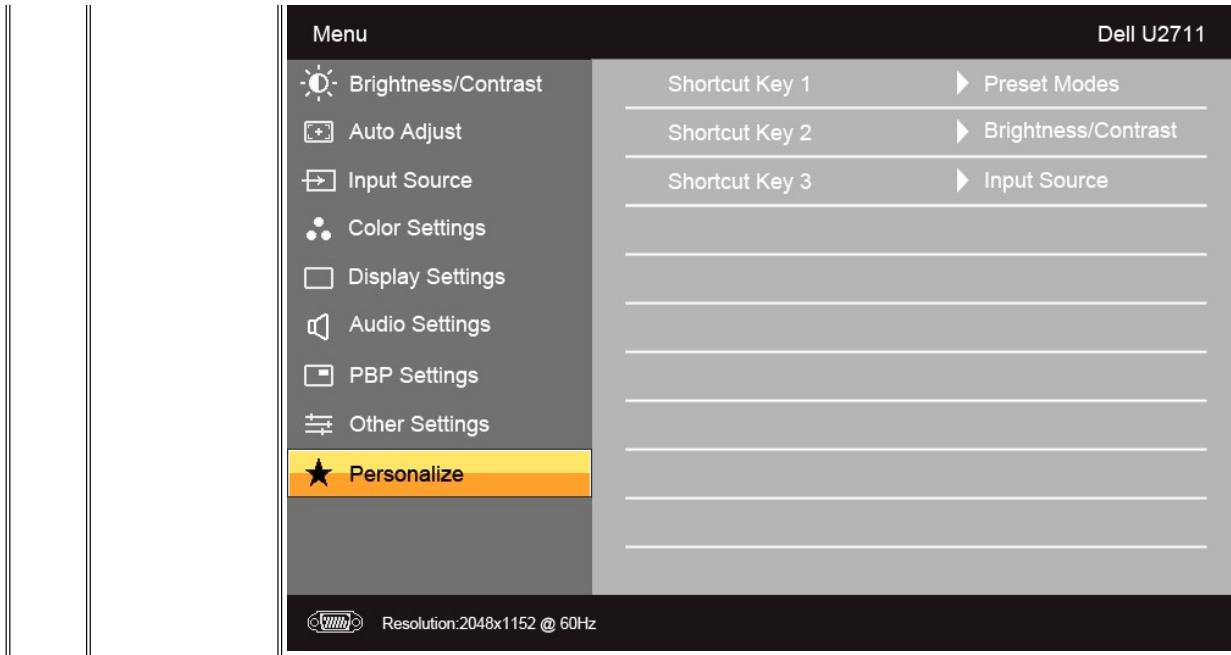 Menu Dell U2711
Brightness/Contrast Shortcut Key 1 Preset Modes
Auto Adjust Shortcut Key 2 Brightness/Contrast
Input Source Shortcut Key 3 Input Source
Color Settings
Display Settings
Audio Settings
PBP Settings
Other Settings
Personalize
Resolution:2048x1152 @ 60Hz